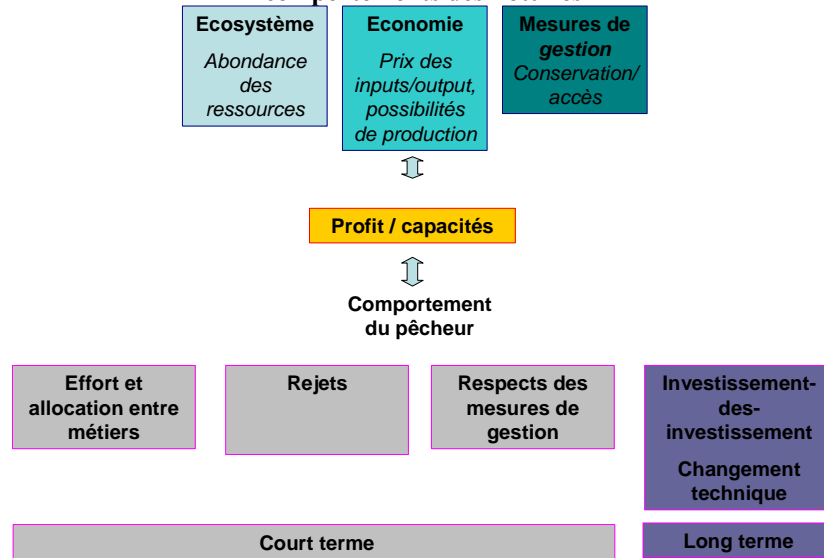 comportements des
Ecosystème
Abondance
des
ressources
Economie
Prix des
inputs/output,
possibilités
de production
Mesures de
gestion
Conservation/
accès
Profit / capacités
Comportement
du pêcheur
Effort et
allocation entre
métiers
Rejets
Respects des
mesures de
gestion
Investissement-
des-
investissement
Changement
technique
Court terme
Long terme